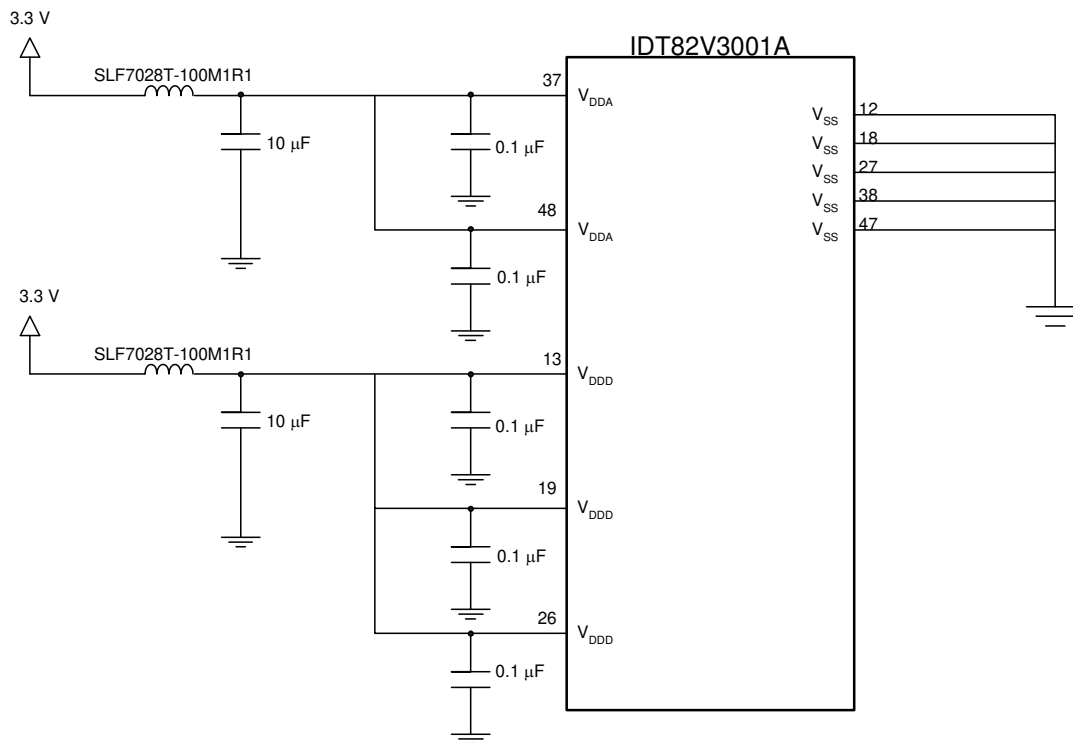 3.3 V
IDT82V3001A
SLF7028T-100M1R1
37
VDDA
10 µF
0.1 µF
48
VDDA
0.1 µF
VSS 12
VSS 18
VSS 27
VSS 38
VSS 47
3.3 V
SLF7028T-100M1R1
13
VDDD
10 µF
0.1 µF
19
VDDD
0.1 µF
26
VDDD
0.1 µF